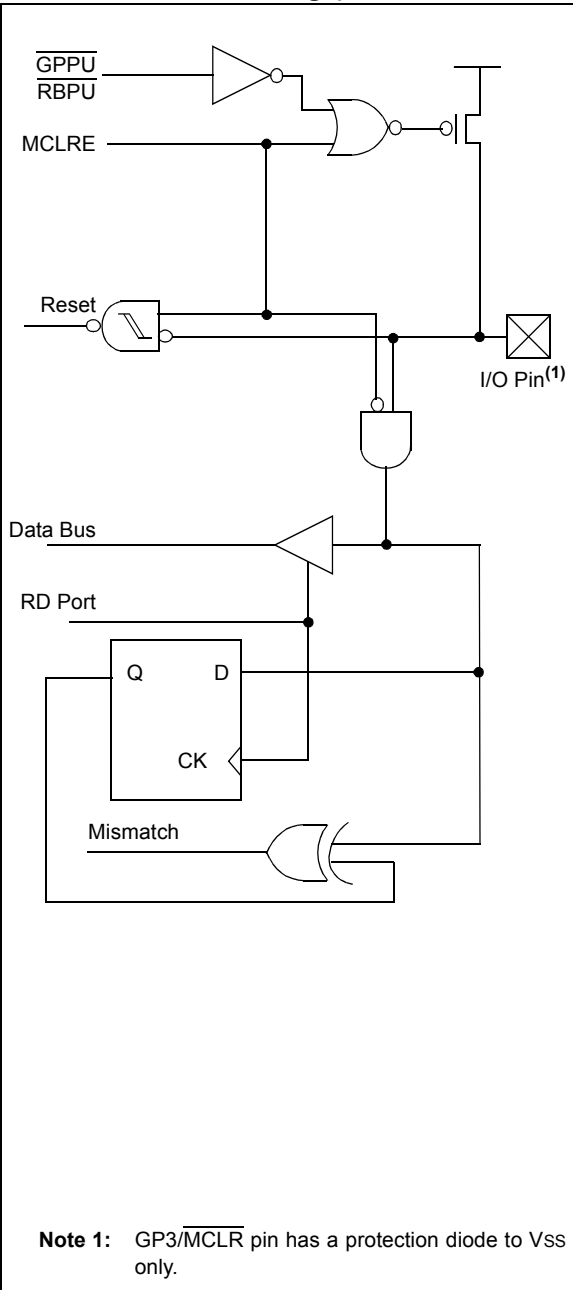 GPPU
RBPU
MCLRE
Reset
I/O Pin(1)
Data Bus
RD Port
Q D
CK
Mismatch
Note 1: GP3/MCLR pin has a protection diode to VSS
only.